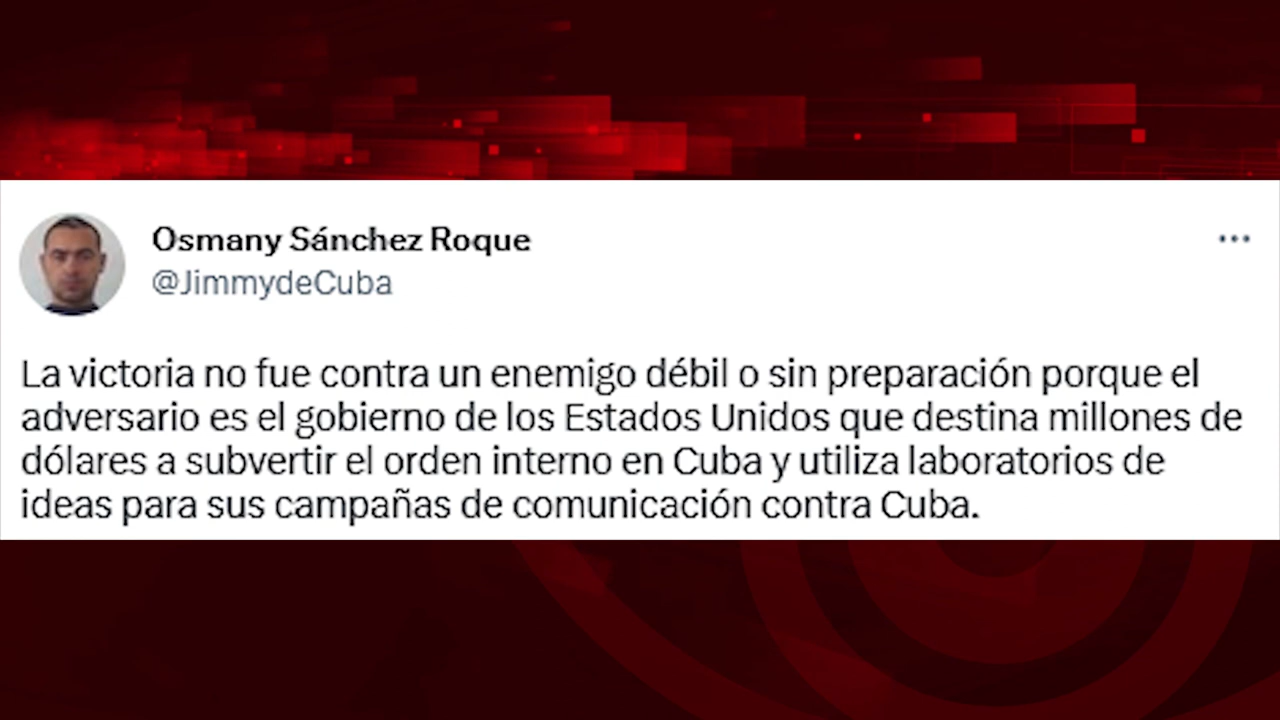 Osmany Sánchez Roque
@JimmydeCuba
La victoria no fue contra un enemigo débil o sin preparación porque el
adversario es el gobierno de los Estados Unidos que destina millones de
dólares a subvertir el orden interno en Cuba y utiliza laboratorios de
ideas para sus campañas de comunicación contra Cuba.